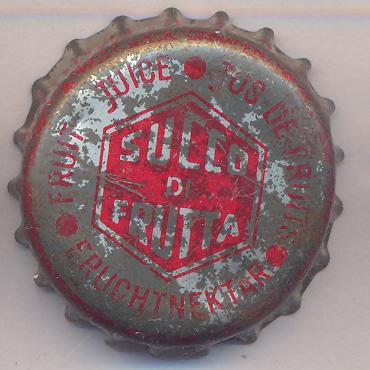 SUCCO
DI
FRUTTA
FRUIT JUICE • JUS DE FRUITS • FRUCHTNEKTAR •